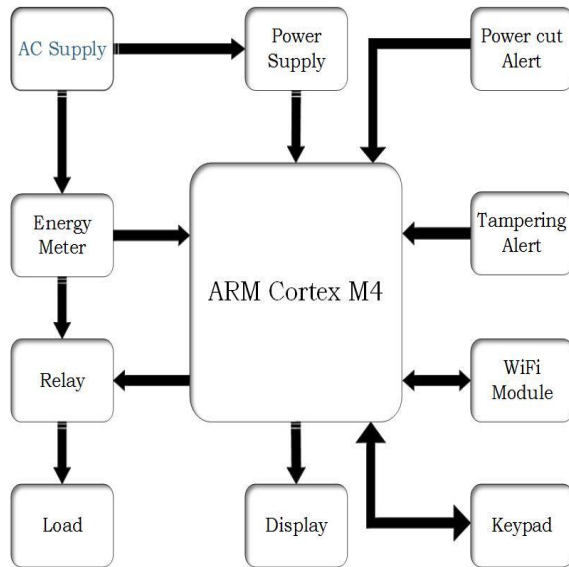 AC Supply
Power
Supply
Power cut
Alert
Energy
Meter
Tampering
Alert
ARM Cortex M4
Relay
WiFi
Module
Load
Display
Keypad